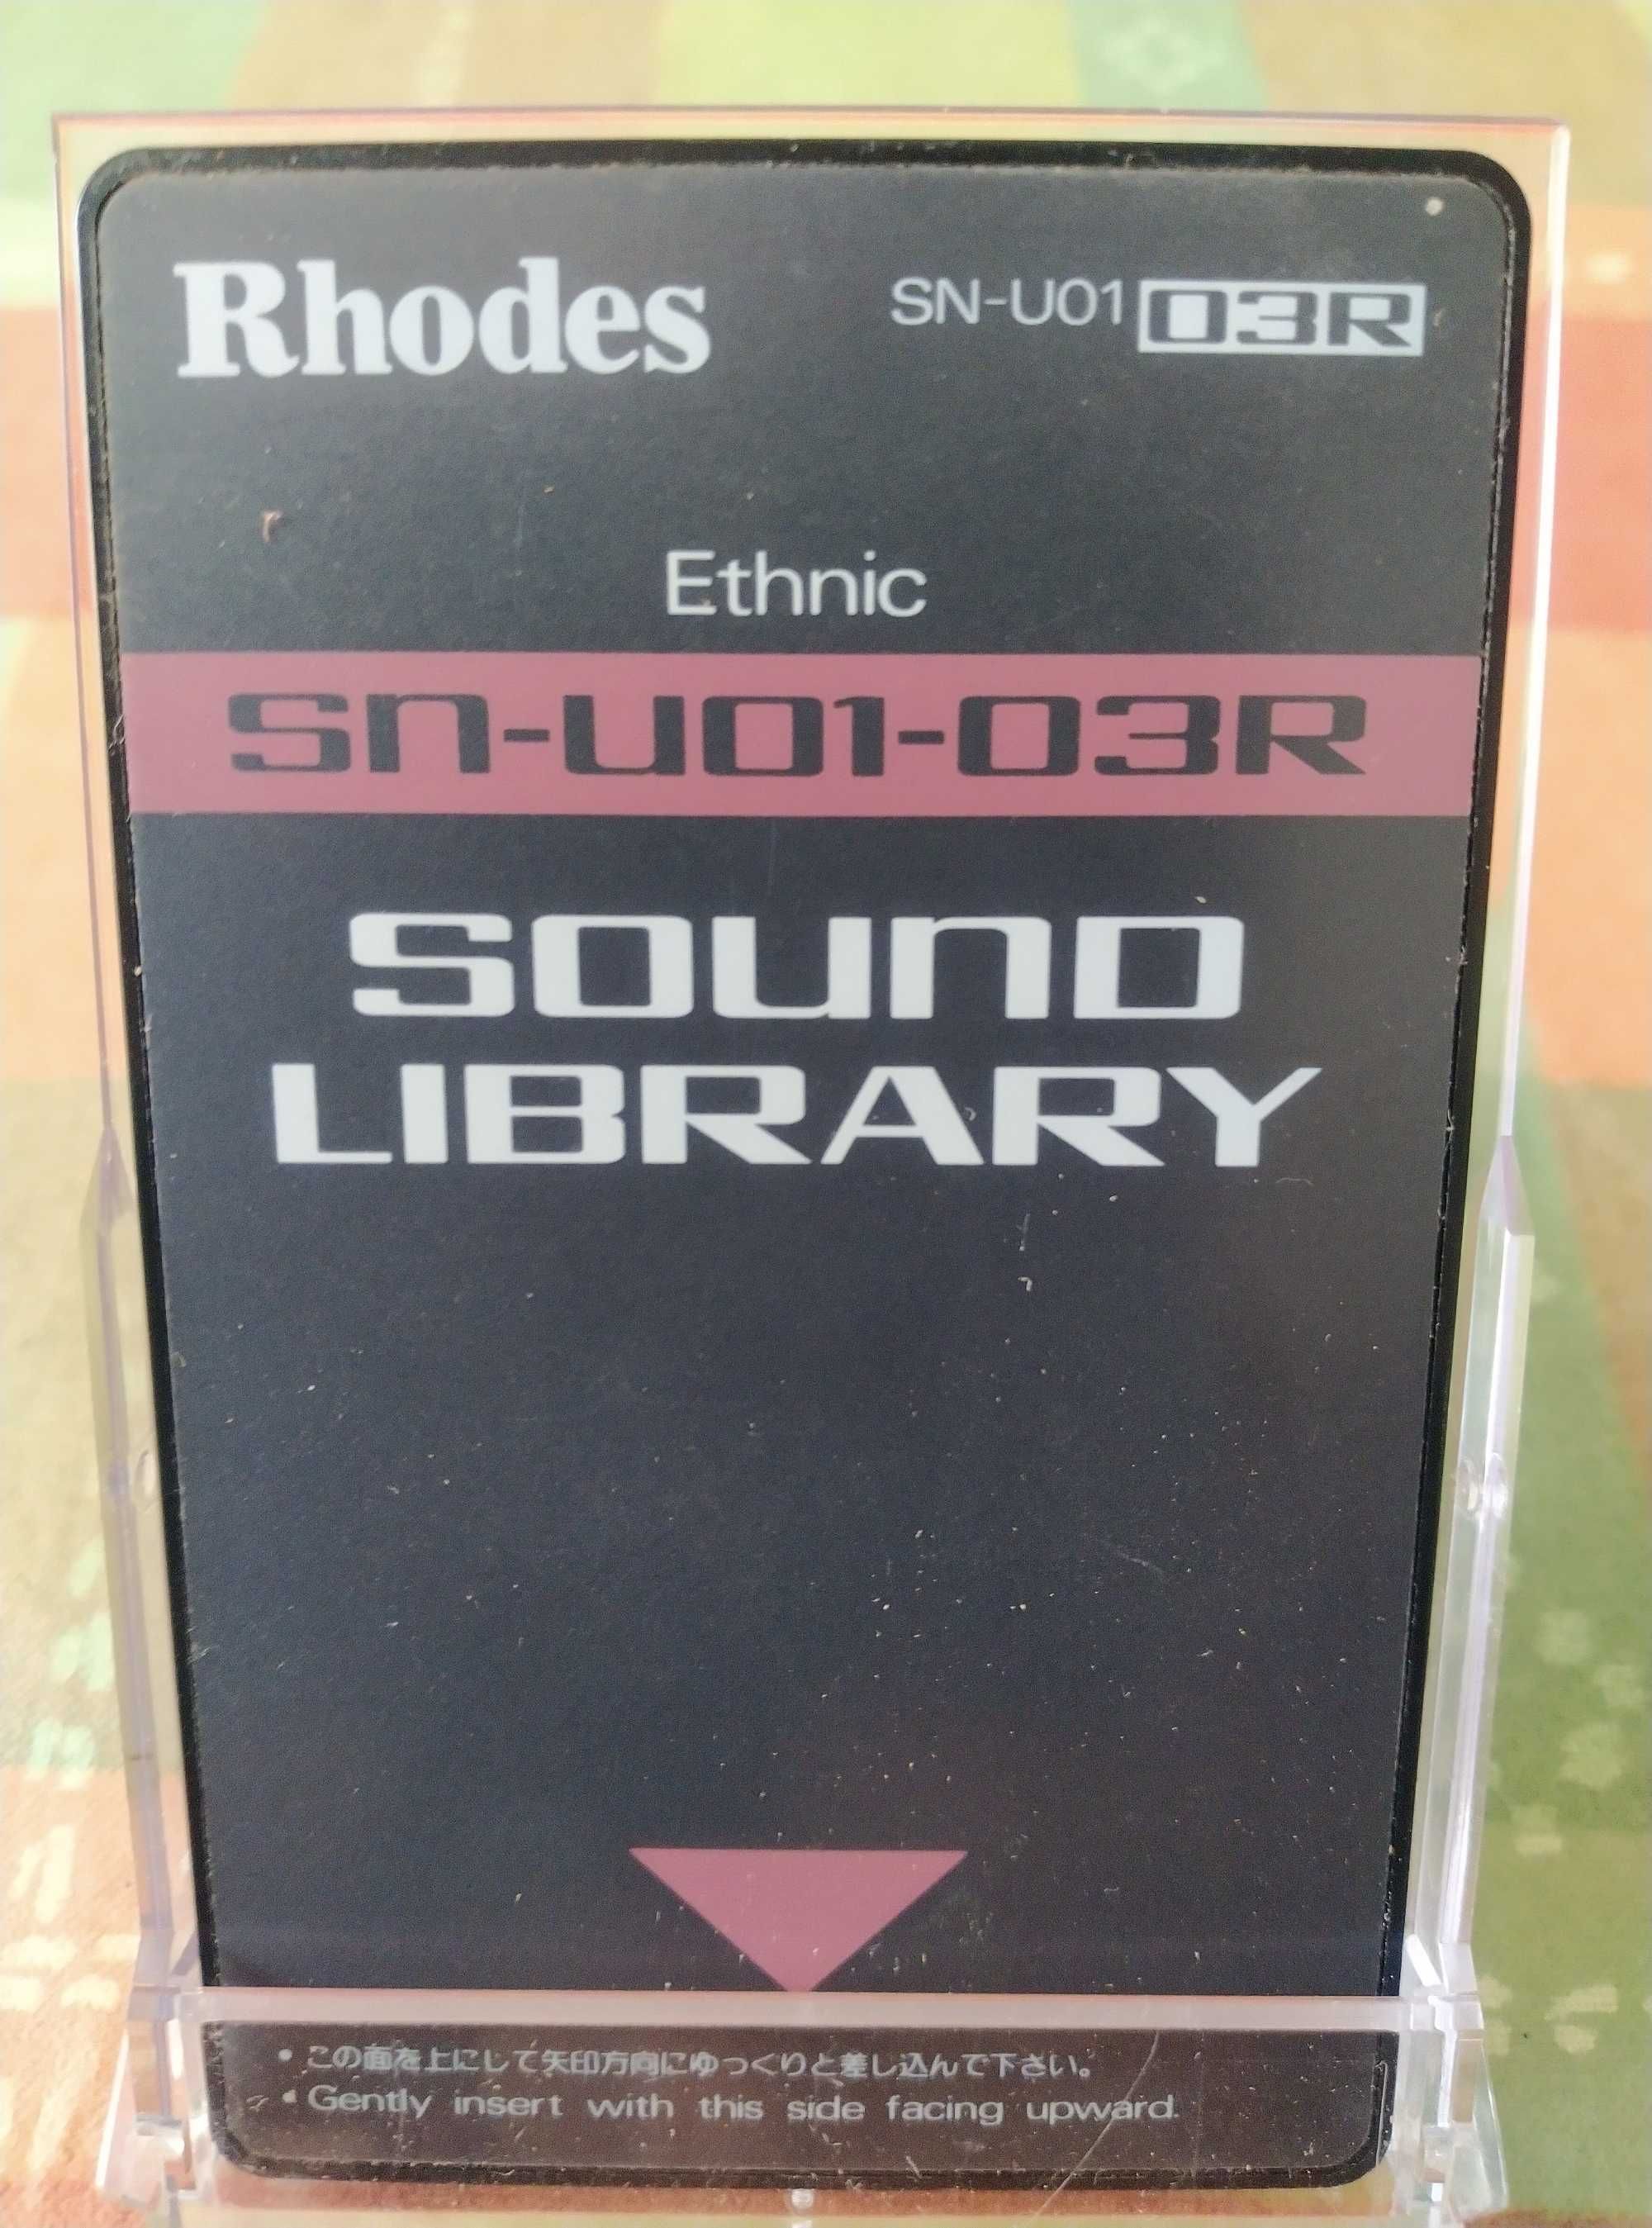 Rhodes
SN-U01 03R
Ethnic
SN-U01-03R
SOUND
LIBRARY
• この面を上にして矢印方向にゆっくりと差し込んで下さい。
• Gently insert with this side facing upward.